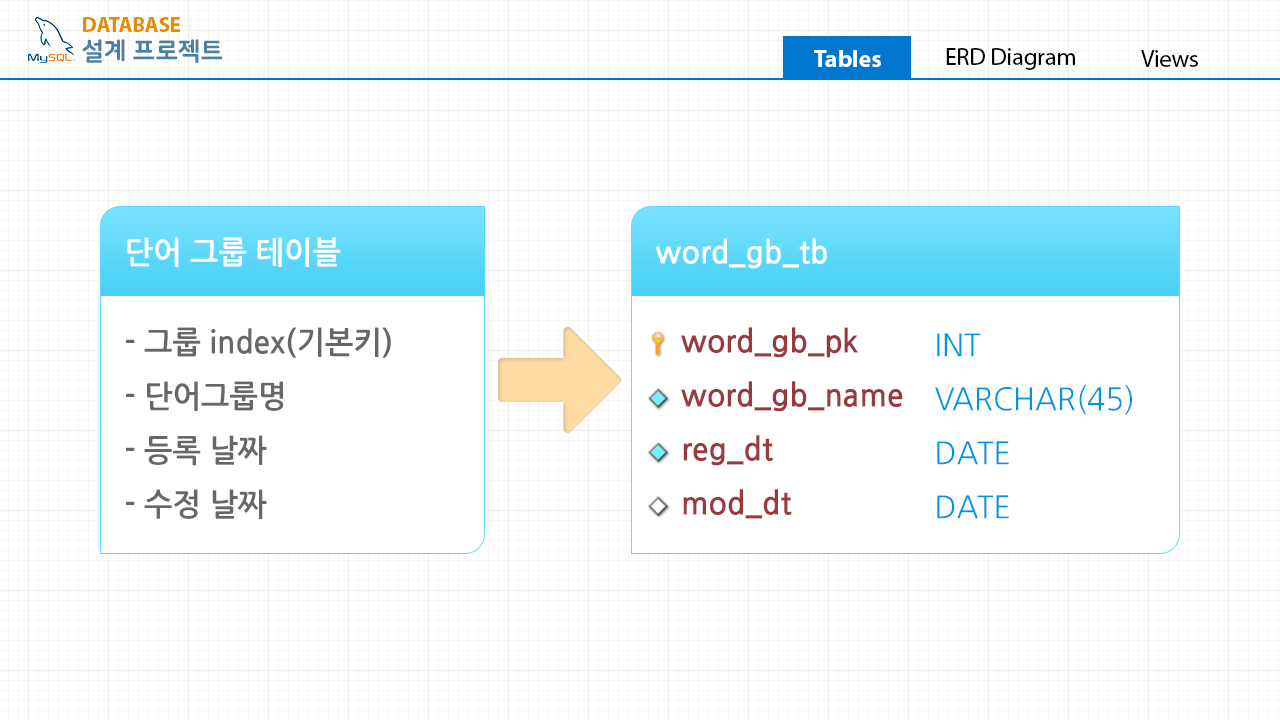 DATABASE
설계 프로젝트
MySQL
Tables
ERD Diagram
Views
단어 그룹 테이블
- 그룹 index(기본키)
- 단어그룹명
- 등록 날짜
- 수정 날짜
word_gb_tb
word_gb_pk INT
word_gb_name VARCHAR(45)
reg_dt DATE
mod_dt DATE